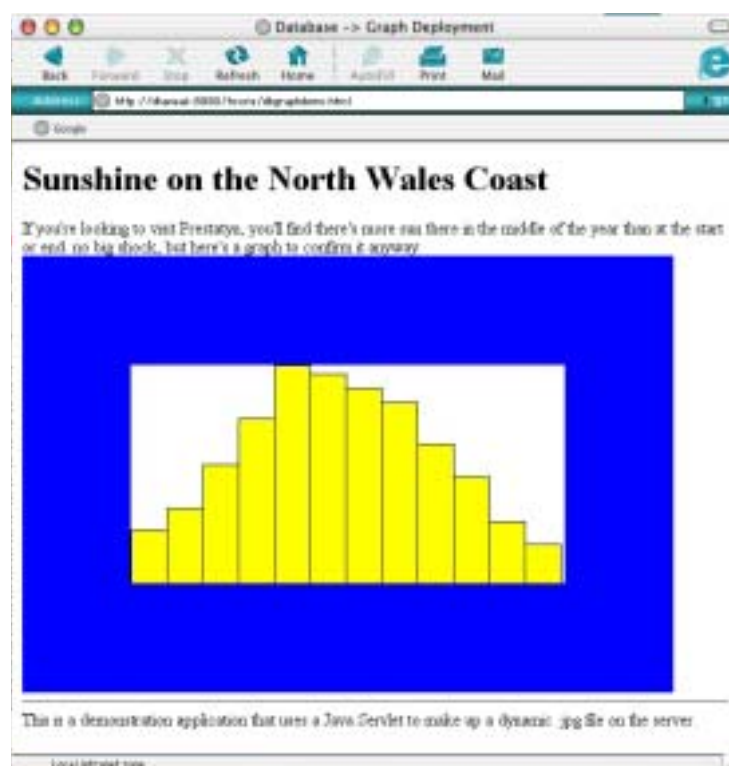 Database -> Graph Deployment
Back Forward Stop Refresh Home AutoFill Print Mail
Address
Google
Sunshine on the North Wales Coast
If you're looking to visit Prestatyn, you'll find there's more sun there in the middle of the year than at the start
or end. no big shock, but here's a graph to confirm it anyway
This is a demonstration application that uses a Java Servlet to make up a dynamic .jpg file on the server
Local intranet zone